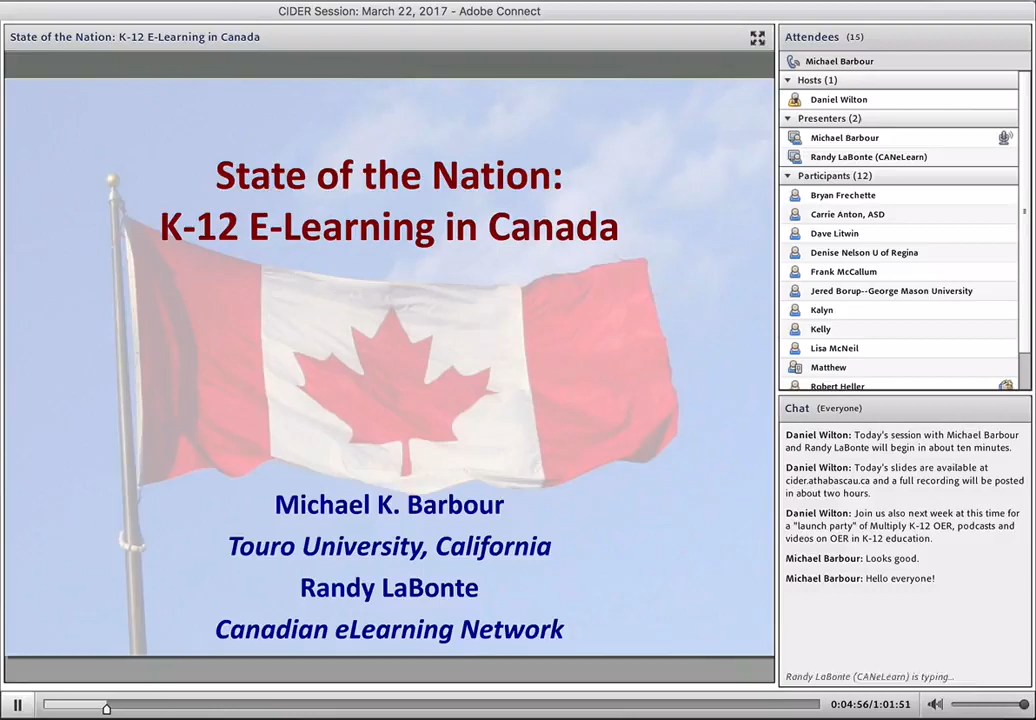 CIDER Session: March 22, 2017 - Adobe Connect
State of the Nation: K-12 E-Learning in Canada
State of the Nation:
K-12 E-Learning in Canada
Michael K. Barbour
Touro University, California
Randy LaBonte
Canadian eLearning Network
Attendees (15)
Michael Barbour
Hosts (1)
Daniel Wilton
Presenters (2)
Michael Barbour
Randy LaBonte (CANeLearn)
Participants (12)
Bryan Frechette
Carrie Anton, ASD
Dave Litwin
Denise Nelson U of Regina
Frank McCallum
Jered Borup--George Mason University
Kalyn
Kelly
Lisa McNeil
Matthew
Robert Heller
Chat (Everyone)
Daniel Wilton: Today's session with Michael Barbour
and Randy LaBonte will begin in about ten minutes.
Daniel Wilton: Today's slides are available at
cider.athabascau.ca and a full recording will be posted
in about two hours.
Daniel Wilton: Join us also next week at this time for
a "launch party" of Multiply K-12 OER, podcasts and
videos on OER in K-12 education.
Michael Barbour: Looks good.
Michael Barbour: Hello everyone!
Randy LaBonte (CANeLearn) is typing...
0:04:56/1:01:51